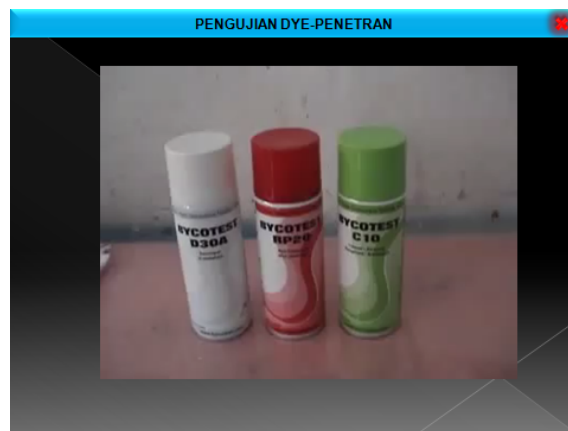 PENGUJIAN DYE-PENETRAN
BYCOTEST
D30A
BYCOTEST
RP20
BYCOTEST
C10